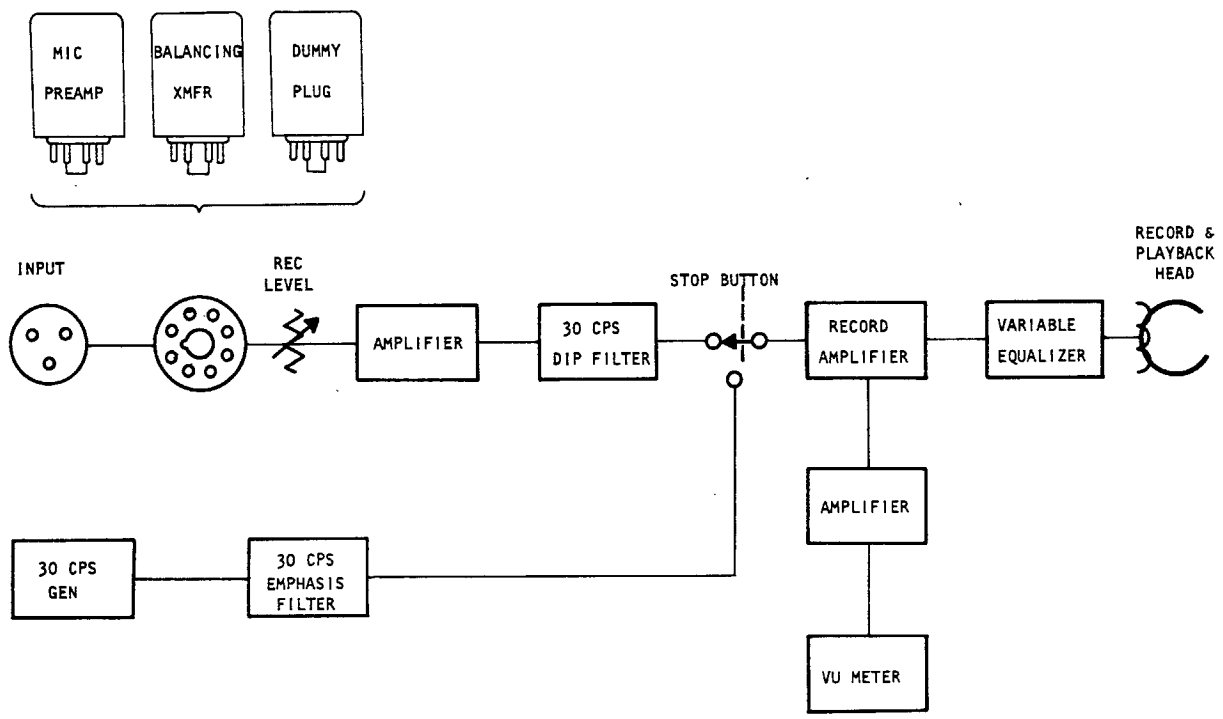 MIC
PREAMP
BALANCING
XMFR
DUMMY
PLUG
INPUT
REC
LEVEL
AMPLIFIER
30 CPS
DIP FILTER
STOP BUTTON
RECORD
AMPLIFIER
VARIABLE
EQUALIZER
RECORD &
PLAYBACK
HEAD
AMPLIFIER
30 CPS
GEN
30 CPS
EMPHASIS
FILTER
VU METER